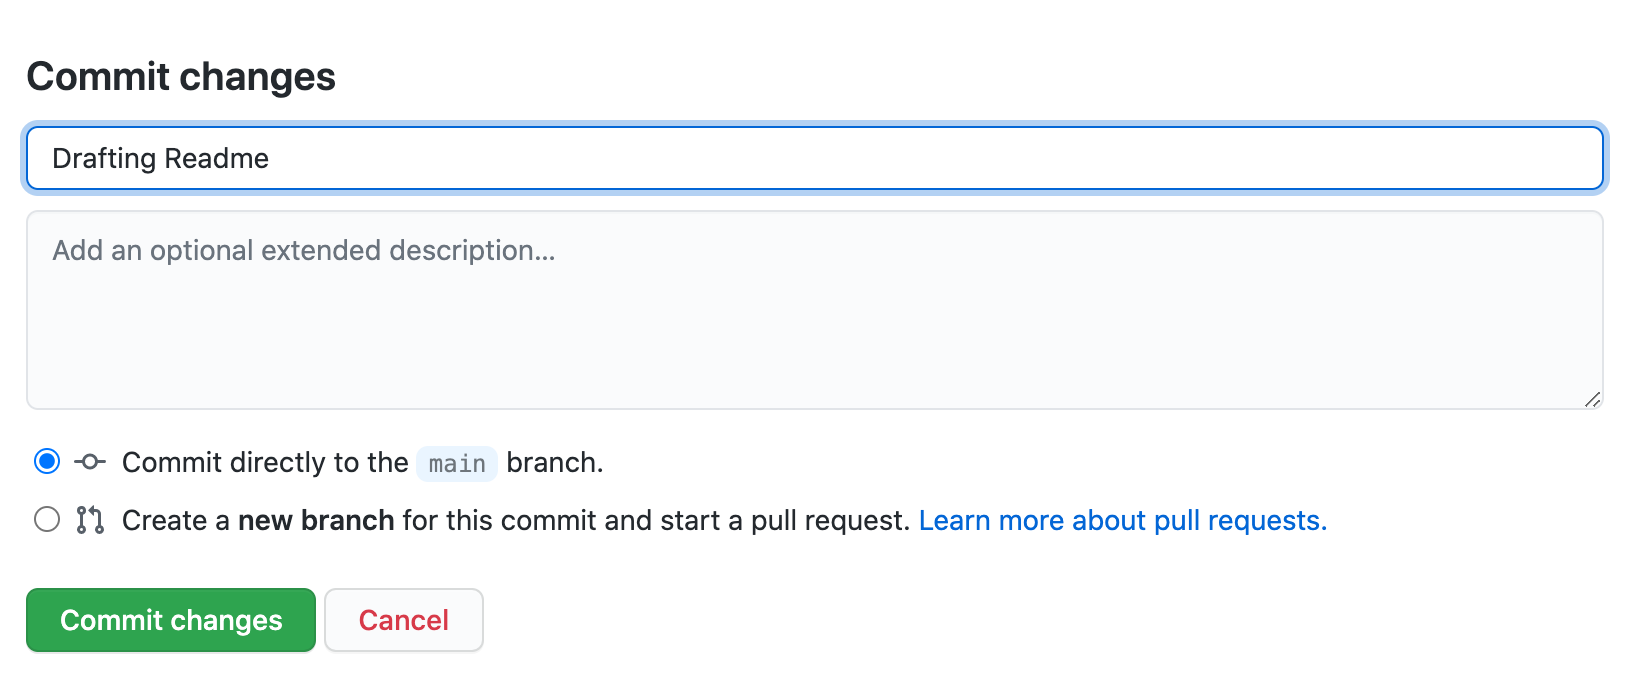 Commit changes
Drafting Readme
Add an optional extended description...
Commit directly to the main branch.
Create a new branch for this commit and start a pull request. Learn more about pull requests.
Commit changes
Cancel